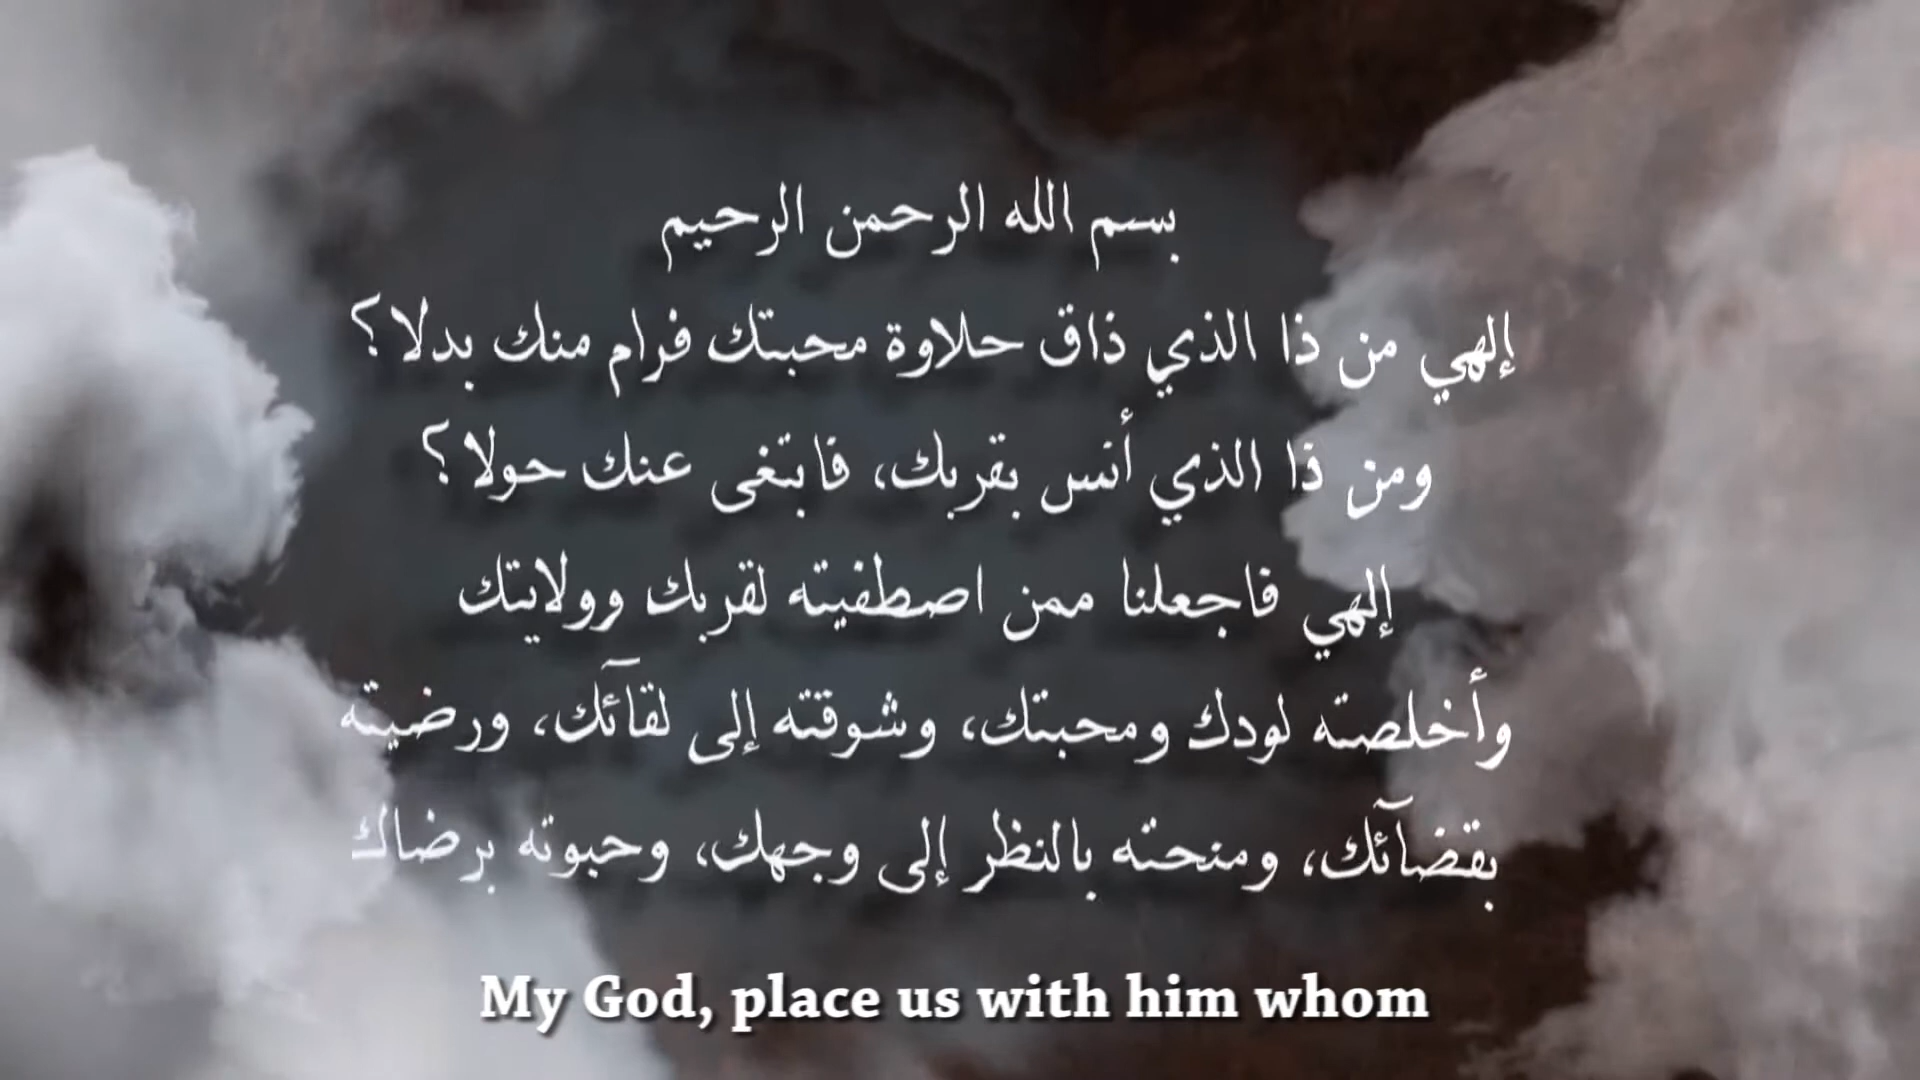 بسم الله الرحمن الرحيم
إلهي من ذا الذي ذاق حلاوة محبتك فرام منك بدلا؟
ومن ذا الذي أنس بقربك، فابتغى عنك حولا؟
إلهي فاجعلنا ممن اصطفيته لقربك وولايتك
وأخلصته لودك ومحبتك، وشوقته إلى لقآئك، ورضيته
بقضآئك، ومنحته بالنظر إلى وجهك، وحبوته برضاك
My God, place us with him whom